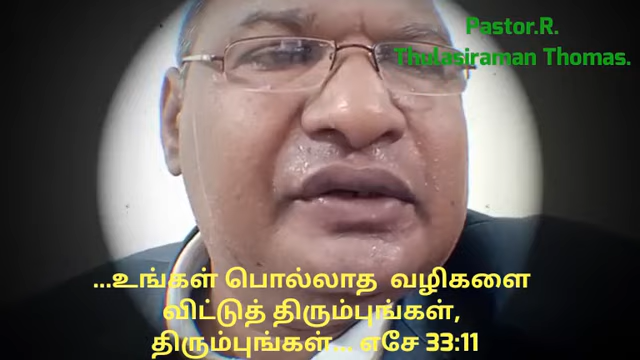 Pastor.R.
Thulasiraman Thomas.
...உங்கள் பொல்லாத வழிகளை
விட்டுத் திரும்புங்கள்,
திரும்புங்கள்... எசே 33:11